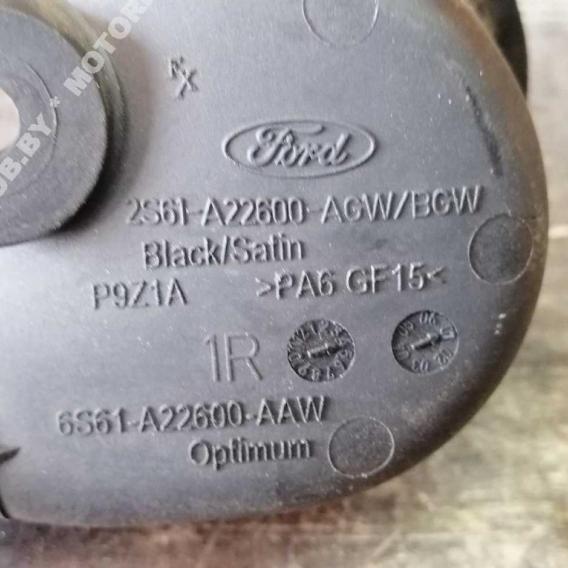 Ford
2S61-A22600-AGW/BGW
Black/Satin
P9Z1A >PA6 GF15<
1R
6S61-A22600-AAW
Optimum